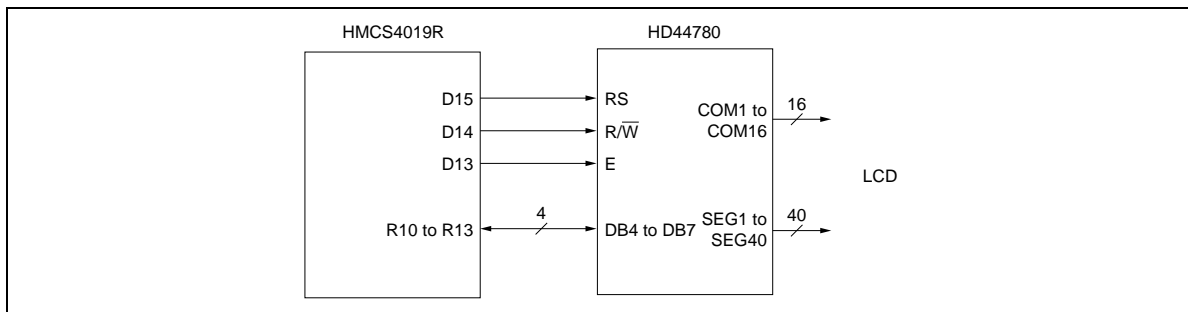 HMCS4019R
HD44780
D15
RS
D14
R/W̅
D13
E
R10 to R13
4
DB4 to DB7
COM1 to
COM16
16
SEG1 to
SEG40
40
LCD